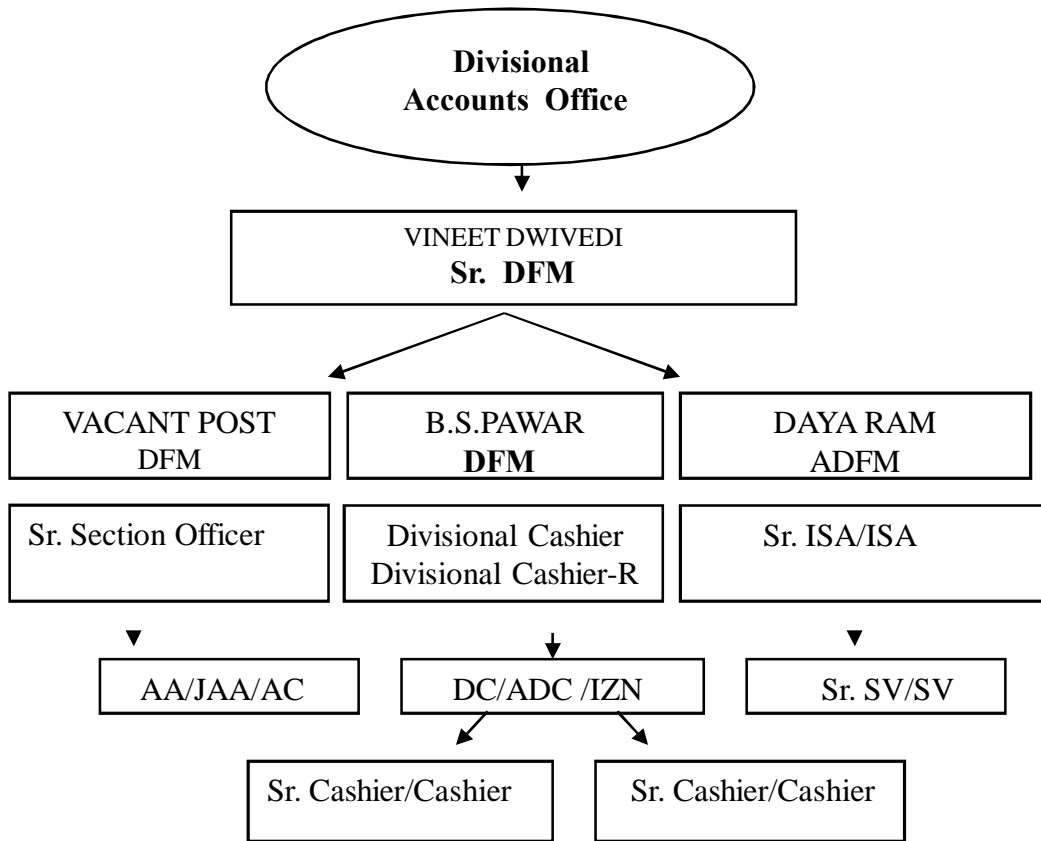 Divisional
Accounts Office
VINEET DWIVEDI
Sr. DFM
VACANT POST
DFM
B.S.PAWAR
DFM
DAYA RAM
ADFM
Sr. Section Officer
Divisional Cashier
Divisional Cashier-R
Sr. ISA/ISA
AA/JAA/AC
DC/ADC /IZN
Sr. SV/SV
Sr. Cashier/Cashier
Sr. Cashier/Cashier